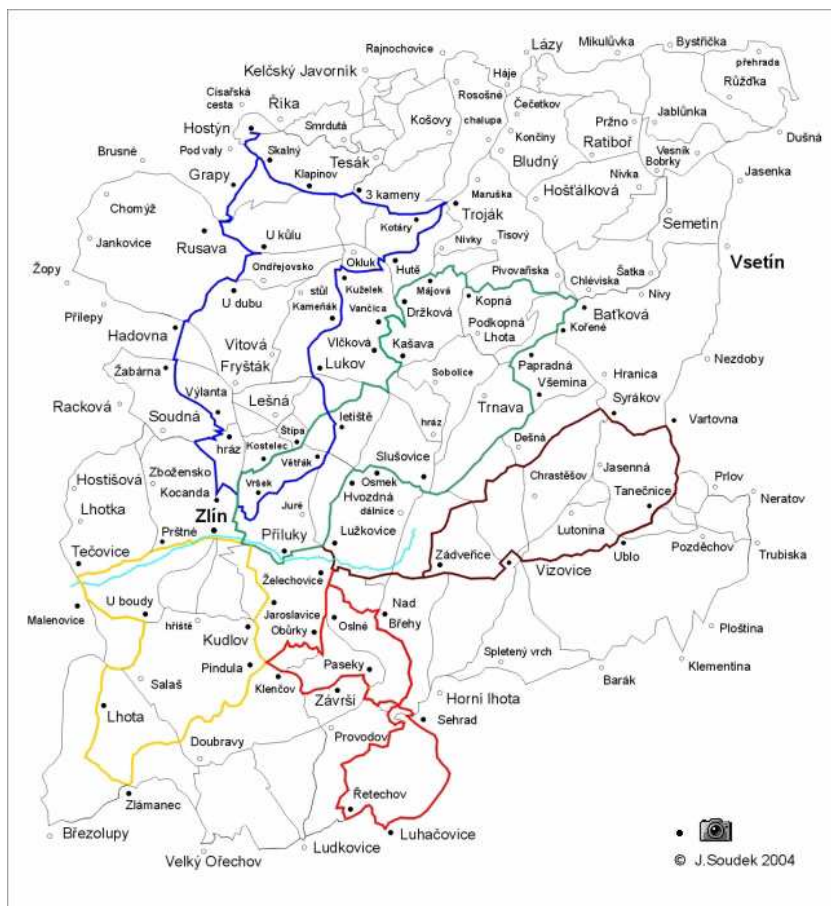 Rajnochovice
Lázy
Mikulůvka
Bystřička
Kelčský Javorník
přehrada
Růžďka
Háje
Císařská
cesta
Říka
Rosošné
Čečetkov
Hostýn
Smrdutá
Košovy
chalupa
Pržno
Jablůnka
Končiny
Ratiboř
Dušná
Pod valy
Skalný
Tesák
Bludný
Vesník
Brusné
Bobrky
Grapy
Klapinov
3 kameny
Maruška
Nivka
Jasenka
Chomýž
Hošťálková
Troják
Semetín
Kotáry
Rusava
U kůlu
Jankovice
Nivky
Tisový
Okluk
Vsetín
Hutě
Ondřejovsko
Pivovařiska
Šatka
Žopy
Chléviska
stůl
Kuželek
Májová
U dubu
Kopná
Nivy
Kameňák
Vančica
Držková
Baťková
Přílepy
Podkopná
Lhota
Hadovna
Kořené
Vítová
Vlčková
Kašava
Fryšták
Papradná
Nezdoby
Žabárna
Lukov
Sobolice
Hranica
Všemina
Výlanta
Racková
Lešná
Trnava
Syrákov
Soudná
letiště
hráz
Vartovna
Štípa
hráz
Dešná
Kostelec
Slušovice
Jasenná
Větřák
Hostišová
Zbožensko
Osmek
Chrastěšov
Prlov
Vršek
Hvozdná
Kocanda
Tanečnice
Neratov
Lhotka
dálnice
Juré
Zlín
Lutonina
Prštné
Příluky
Lužkovice
Pozděchov
Tečovice
Ublo
Trubiska
Zádveřice
Vizovice
Želechovice
Malenovice
U boudy
Jaroslavice
Nad
Břehy
hřiště
Obůrky
Oslné
Kudlov
Ploština
Spletený vrch
Pindula
Paseky
Klementina
Salaš
Barák
Klenčov
Závrší
Horní lhota
Lhota
Sehrad
Provodov
Doubravy
Zlámanec
Řetechov
Březolupy
Luhačovice
Velký Ořechov
Ludkovice
© J.Soudek 2004